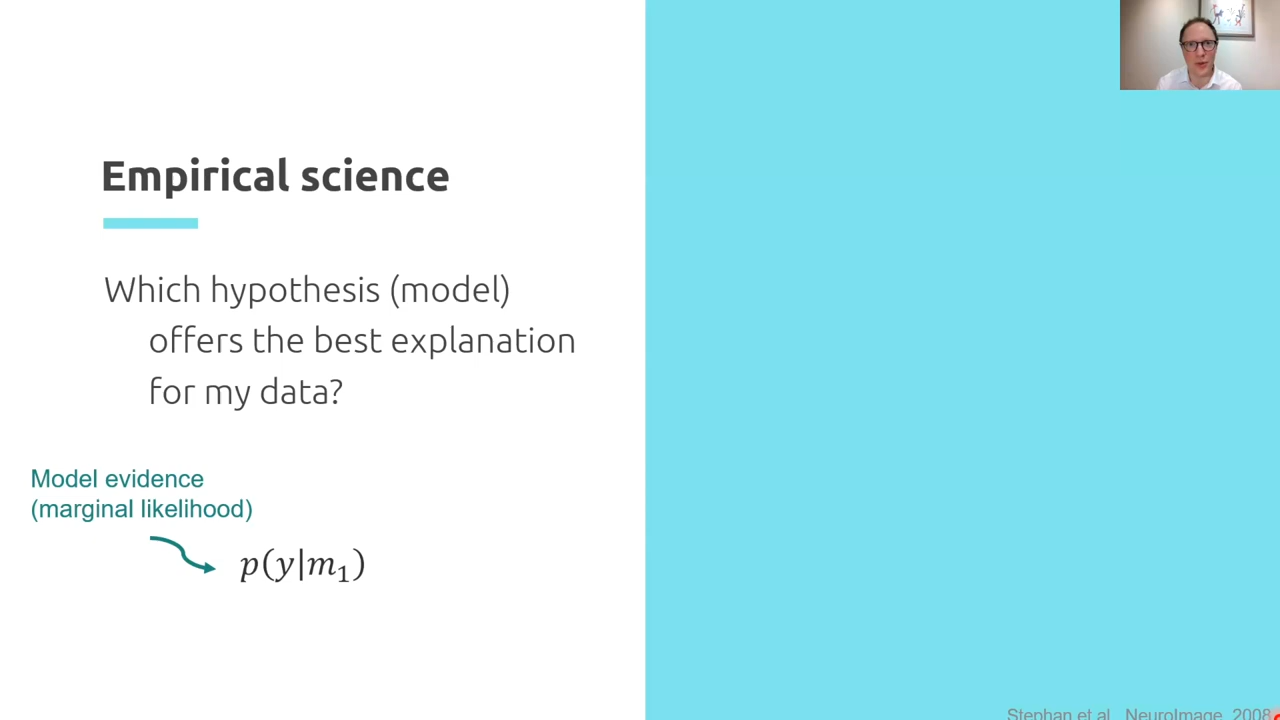 Empirical science
Which hypothesis (model)
offers the best explanation
for my data?
Model evidence
(marginal likelihood)
p(y|m₁)
Stephan et al., NeuroImage, 2008